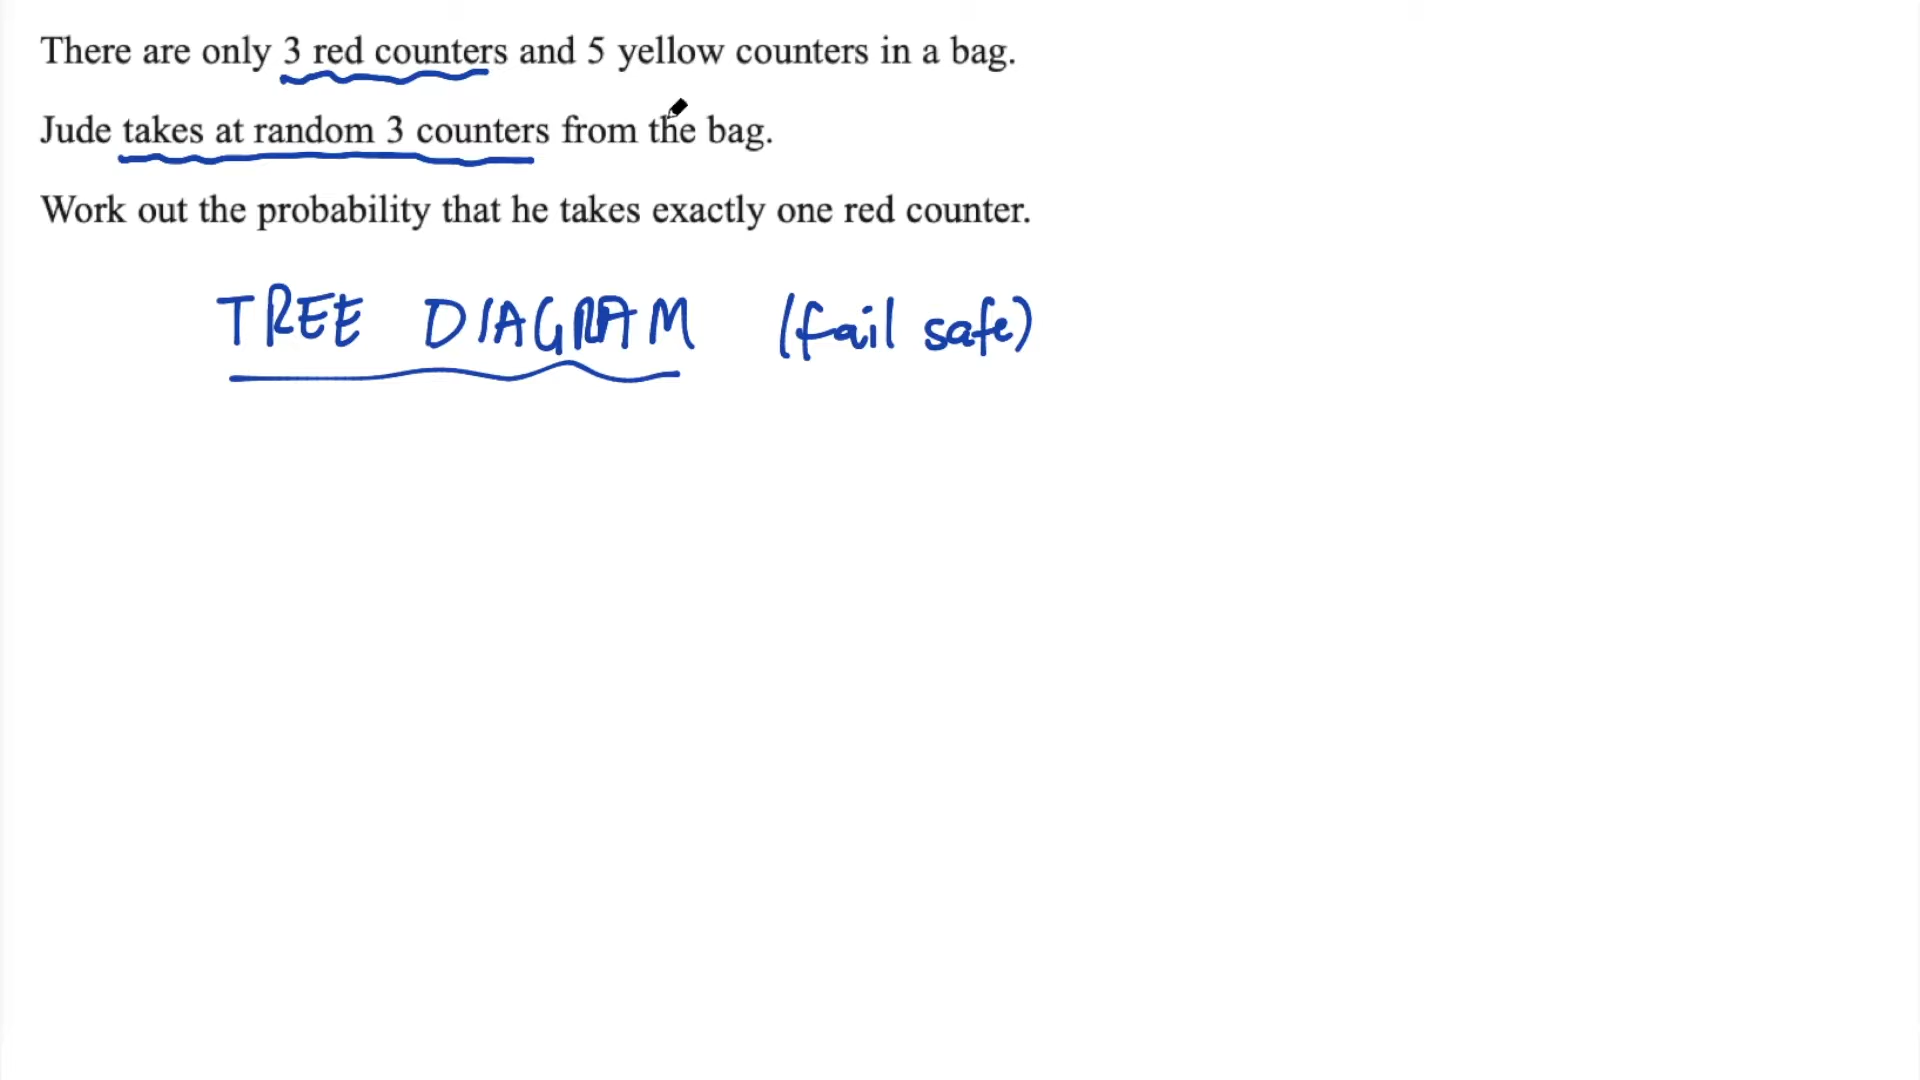 There are only 3 red counters and 5 yellow counters in a bag.
Jude takes at random 3 counters from the bag.
Work out the probability that he takes exactly one red counter.
TREE DIAGRAM (fail safe)